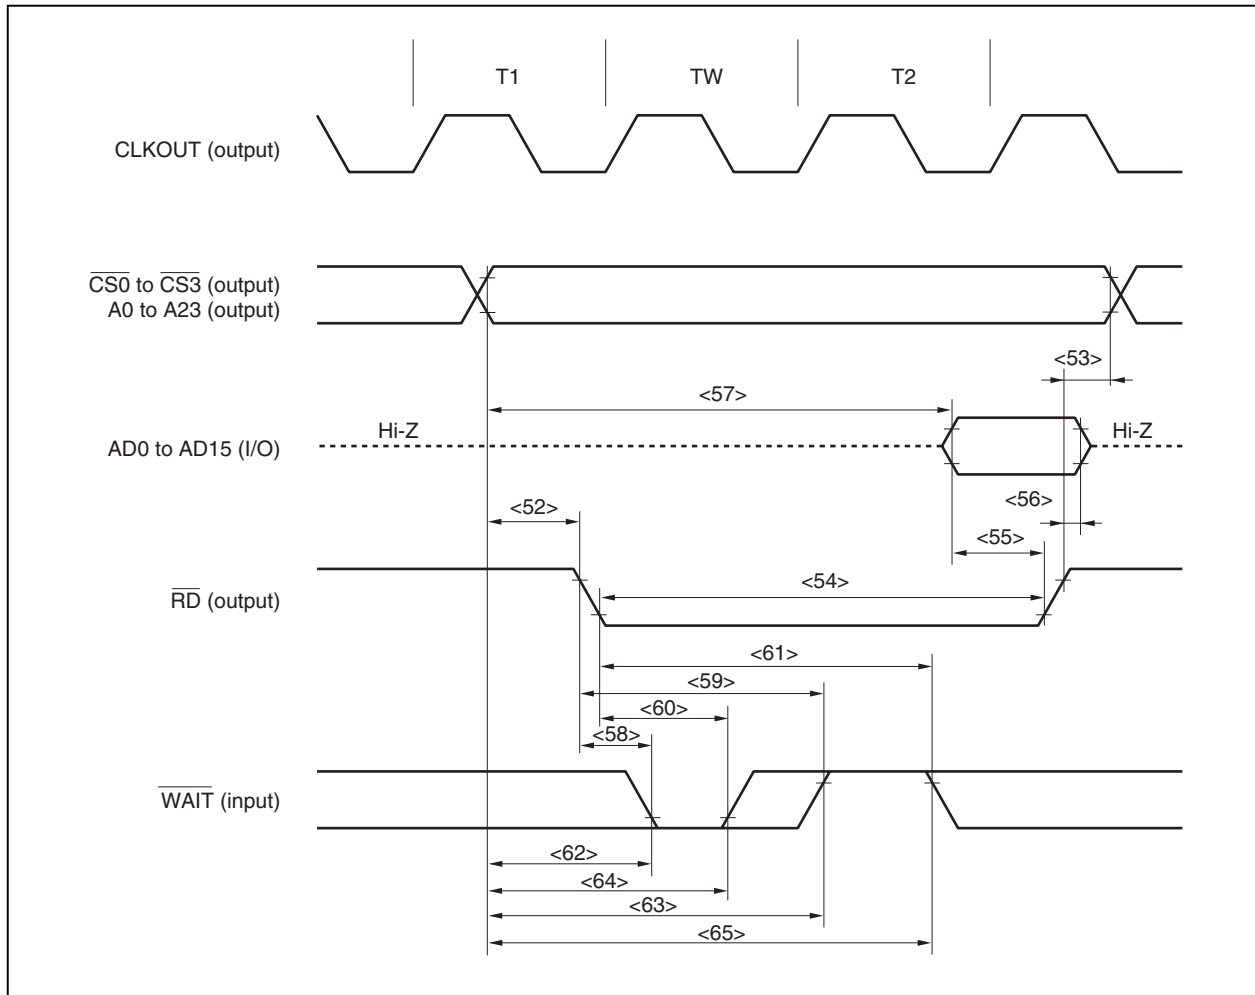 T1 TW T2
CLKOUT (output)
CS0 to CS3 (output)
A0 to A23 (output)
<53>
<57>
Hi-Z
Hi-Z
AD0 to AD15 (I/O)
<56>
<52>
<55>
<54>
RD (output)
<61>
<59>
<60>
<58>
WAIT (input)
<62>
<64>
<63>
<65>